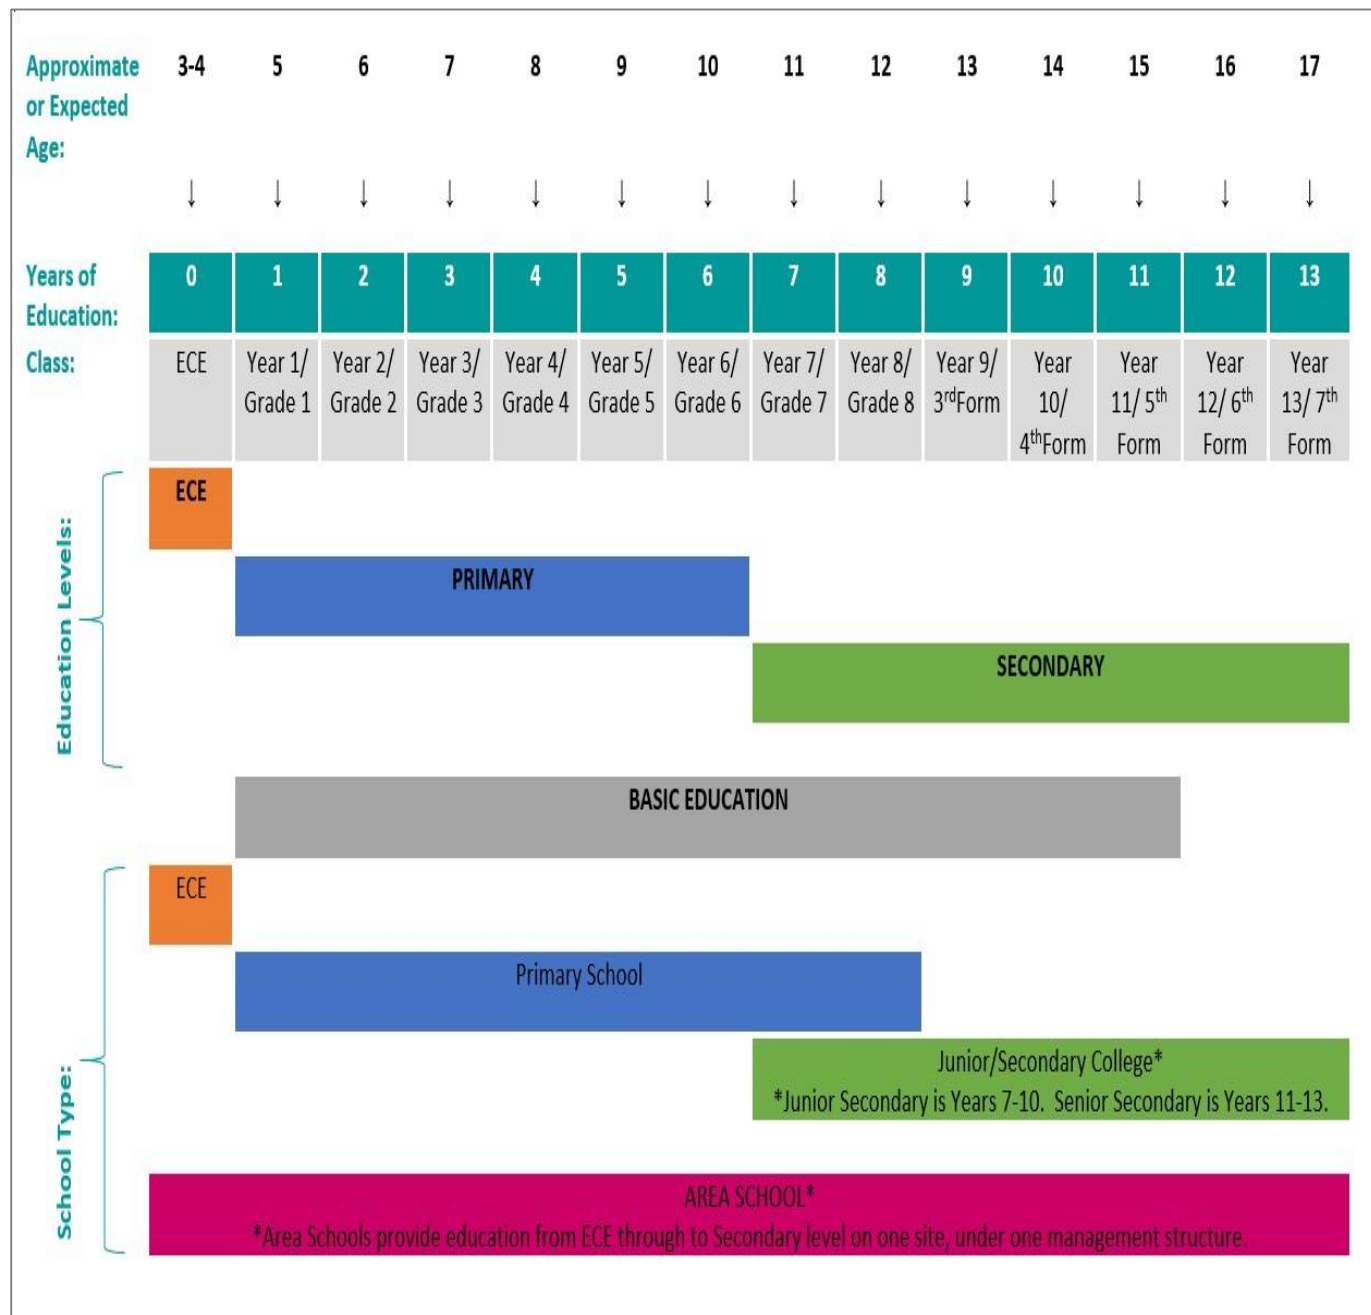 Approximate or Expected Age: 3-4 5 6 7 8 9 10 11 12 13 14 15 16 17
↓ ↓ ↓ ↓ ↓ ↓ ↓ ↓ ↓ ↓ ↓ ↓ ↓ ↓
Years of Education: 0 1 2 3 4 5 6 7 8 9 10 11 12 13
Class: ECE Year 1/ Grade 1 Year 2/ Grade 2 Year 3/ Grade 3 Year 4/ Grade 4 Year 5/ Grade 5 Year 6/ Grade 6 Year 7/ Grade 7 Year 8/ Grade 8 Year 9/ 3rdForm Year 10/ 4thForm Year 11/ 5th Form Year 12/ 6th Form Year 13/ 7th Form
Education Levels:
ECE
PRIMARY
SECONDARY
BASIC EDUCATION
School Type:
ECE
Primary School
Junior/Secondary College*
*Junior Secondary is Years 7-10. Senior Secondary is Years 11-13.
AREA SCHOOL*
*Area Schools provide education from ECE through to Secondary level on one site, under one management structure.